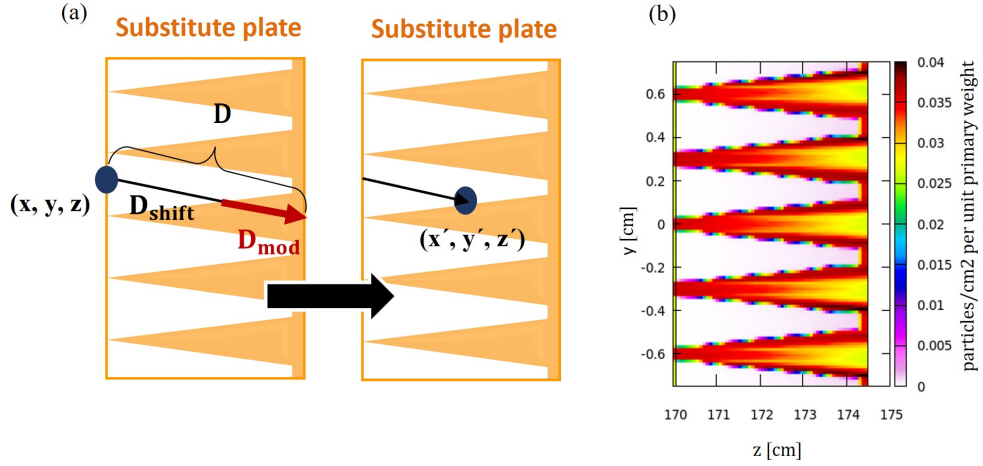 (a)
Substitute plate
Substitute plate
D
(x, y, z)
D_shift
D_mod
(x´, y´, z´)
(b)
0.6
0.4
0.2
0
-0.2
-0.4
-0.6
y [cm]
170 171 172 173 174 175
z [cm]
0.04
0.035
0.03
0.025
0.02
0.015
0.01
0.005
0
particles/cm2 per unit primary weight